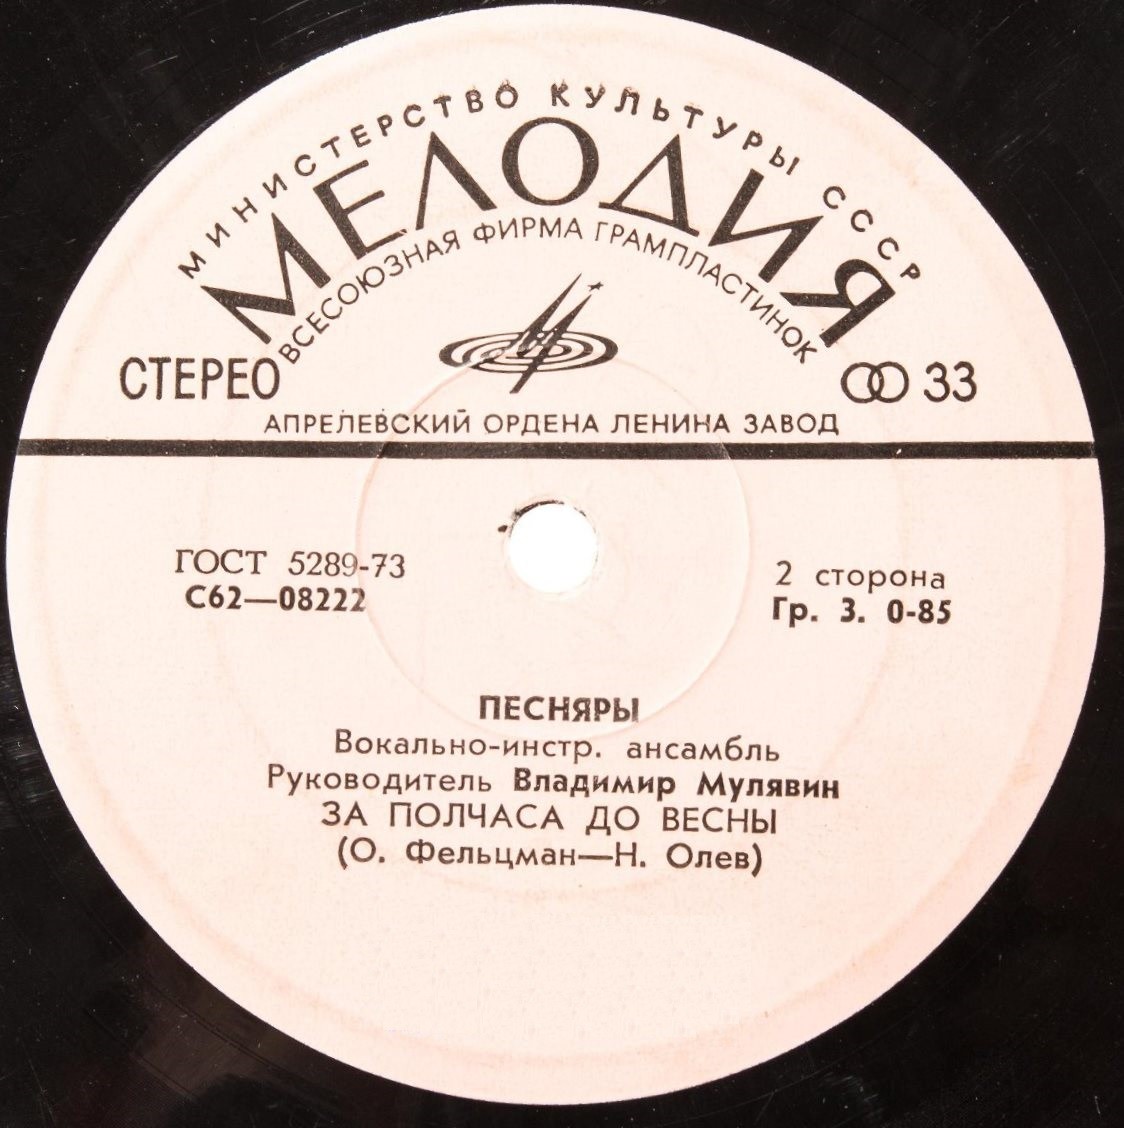 МИНИСТЕРСТВО КУЛЬТУРЫ СССР
МЕЛОДИЯ
ВСЕСОЮЗНАЯ ФИРМА ГРАМПЛАСТИНОК
СТЕРЕО
33
АПРЕЛЕВСКИЙ ОРДЕНА ЛЕНИНА ЗАВОД
ГОСТ 5289-73
С62—08222
2 сторона
Гр. 3. 0-85
ПЕСНЯРЫ
Вокально-инстр. ансамбль
Руководитель Владимир Мулявин
ЗА ПОЛЧАСА ДО ВЕСНЫ
(О. Фельцман—Н. Олев)